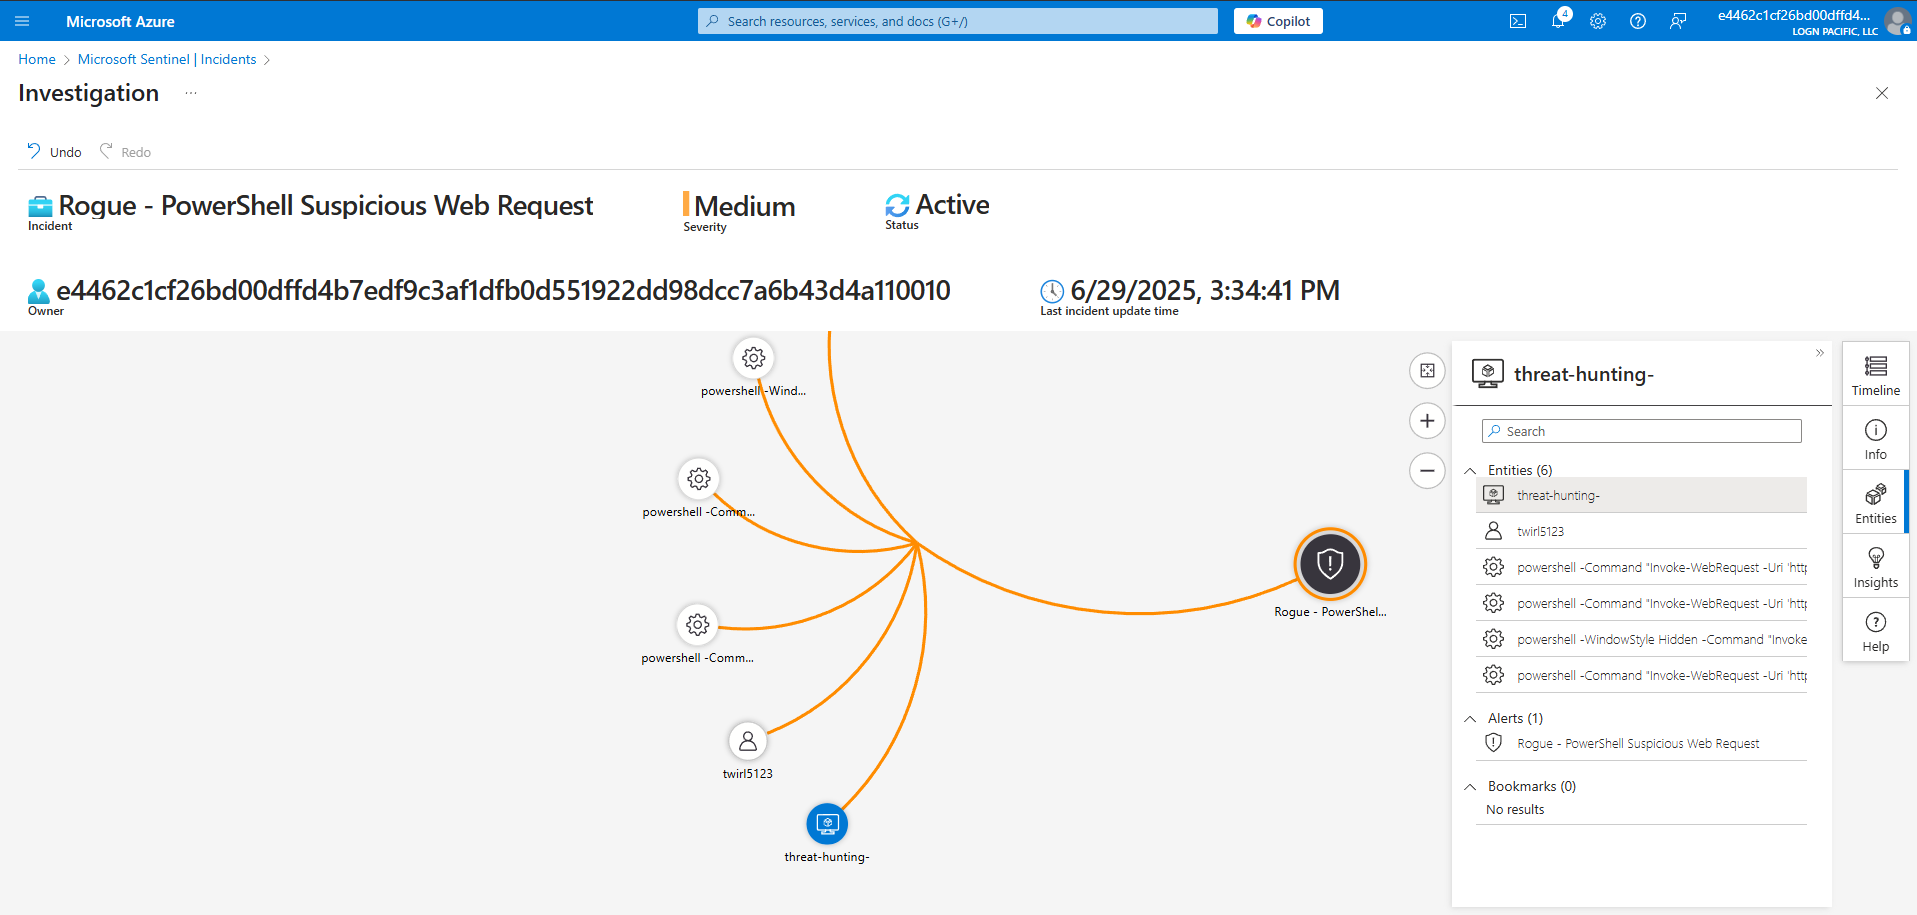 Microsoft Azure
Search resources, services, and docs (G+/)
Copilot
4
e4462c1cf26bd00dffd4...
LOGN PACIFIC, LLC
Home > Microsoft Sentinel | Incidents >
Investigation ...
Undo
Redo
Rogue - PowerShell Suspicious Web Request
Incident
Medium
Severity
Active
Status
e4462c1cf26bd00dffd4b7edf9c3af1dfb0d551922dd98dcc7a6b43d4a110010
Owner
6/29/2025, 3:34:41 PM
Last incident update time
powershell -Wind...
powershell -Comm...
powershell -Comm...
twirl5123
threat-hunting-
Rogue - PowerShel...
threat-hunting-
Search
Entities (6)
threat-hunting-
twirl5123
powershell -Command "Invoke-WebRequest -Uri 'http
powershell -Command "Invoke-WebRequest -Uri 'http
powershell -WindowStyle Hidden -Command "Invoke
powershell -Command "Invoke-WebRequest -Uri 'http
Alerts (1)
Rogue - PowerShell Suspicious Web Request
Bookmarks (0)
No results
Timeline
Info
Entities
Insights
Help